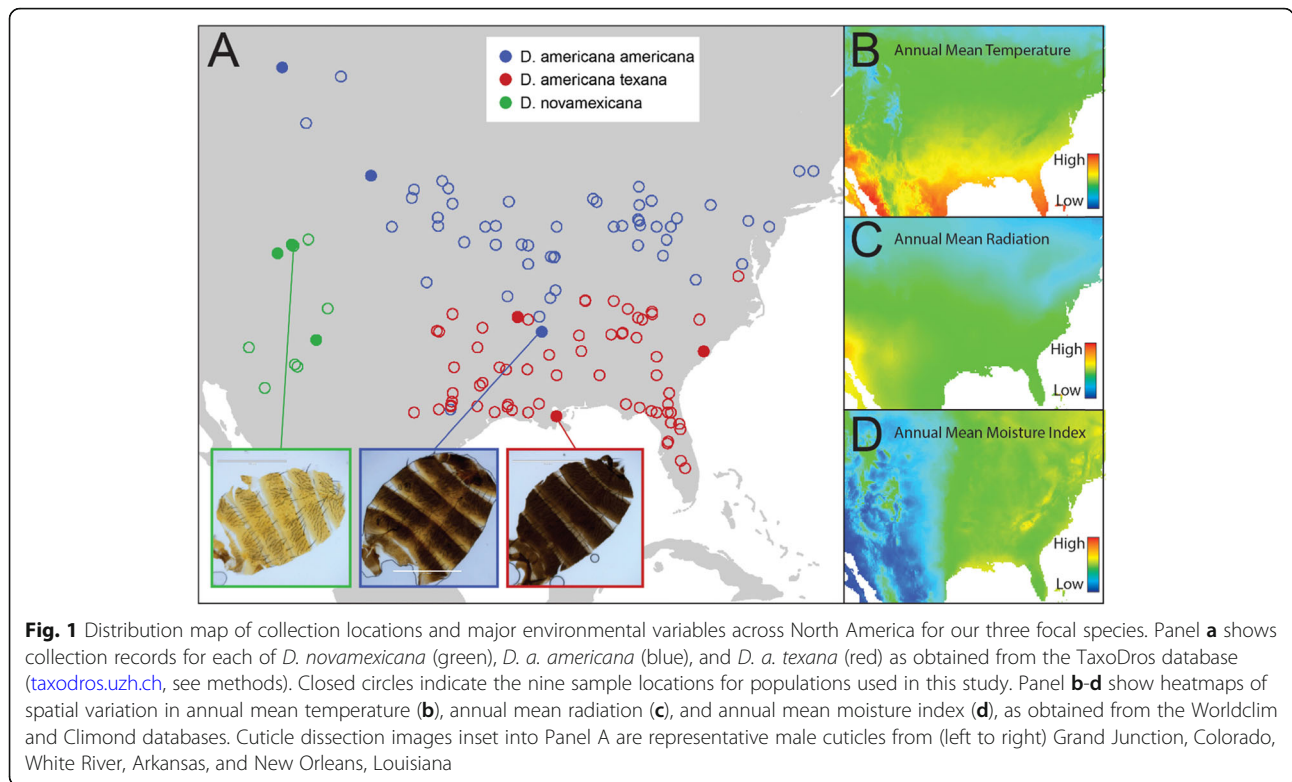 A
D. americana americana
D. americana texana
D. novamexicana
B Annual Mean Temperature
High
Low
C Annual Mean Radiation
High
Low
D Annual Mean Moisture Index
High
Low
Fig. 1 Distribution map of collection locations and major environmental variables across North America for our three focal species. Panel a shows
collection records for each of D. novamexicana (green), D. a. americana (blue), and D. a. texana (red) as obtained from the TaxoDros database
(taxodros.uzh.ch, see methods). Closed circles indicate the nine sample locations for populations used in this study. Panel b-d show heatmaps of
spatial variation in annual mean temperature (b), annual mean radiation (c), and annual mean moisture index (d), as obtained from the Worldclim
and Climond databases. Cuticle dissection images inset into Panel A are representative male cuticles from (left to right) Grand Junction, Colorado,
White River, Arkansas, and New Orleans, Louisiana